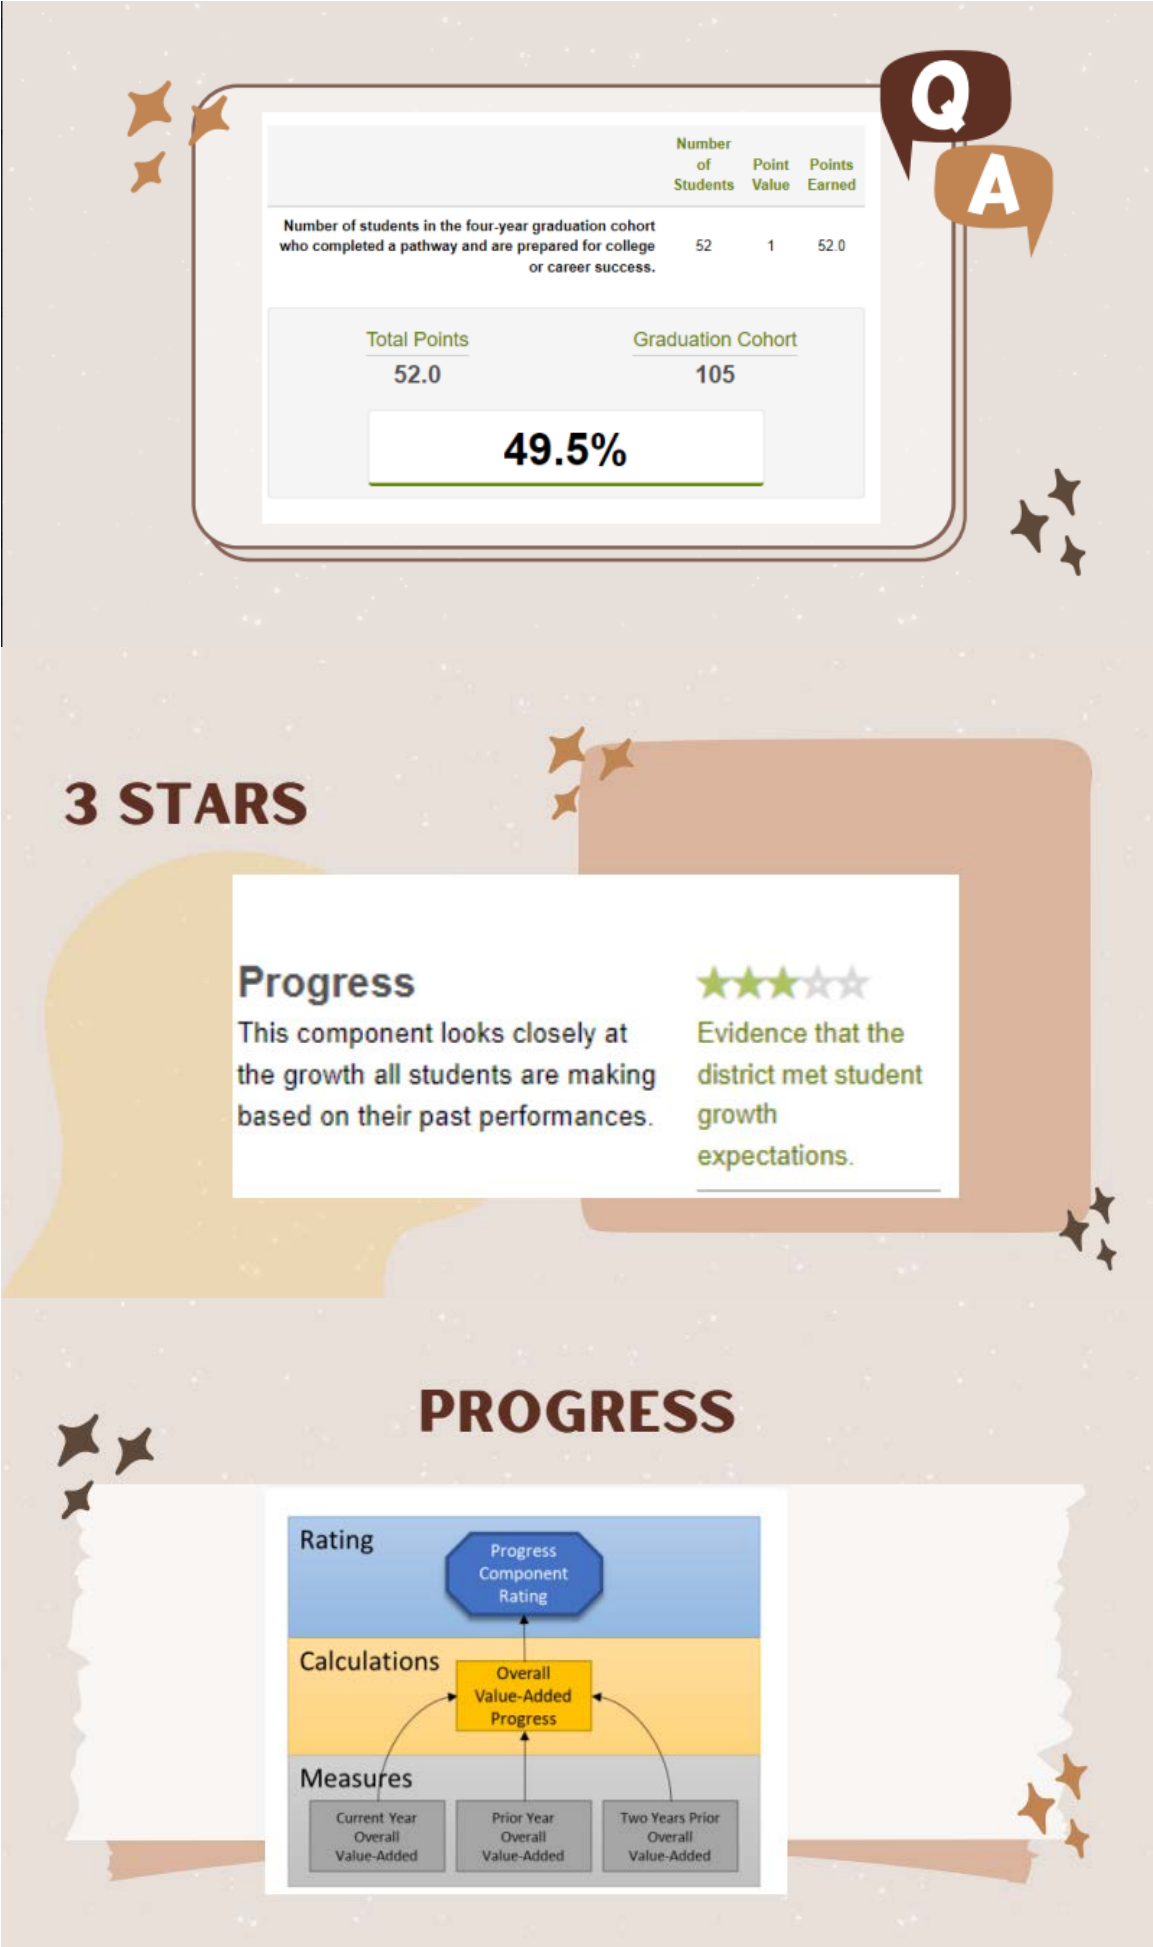 Q
A
Number
of
Students
Point
Value
Points
Earned
Number of students in the four-year graduation cohort
who completed a pathway and are prepared for college
or career success.
52 1 52.0
Total Points Graduation Cohort
52.0 105
49.5%
3 STARS
Progress
This component looks closely at
the growth all students are making
based on their past performances.
Evidence that the
district met student
growth
expectations.
PROGRESS
Rating
Progress
Component
Rating
Calculations
Overall
Value-Added
Progress
Measures
Current Year
Overall
Value-Added
Prior Year
Overall
Value-Added
Two Years Prior
Overall
Value-Added